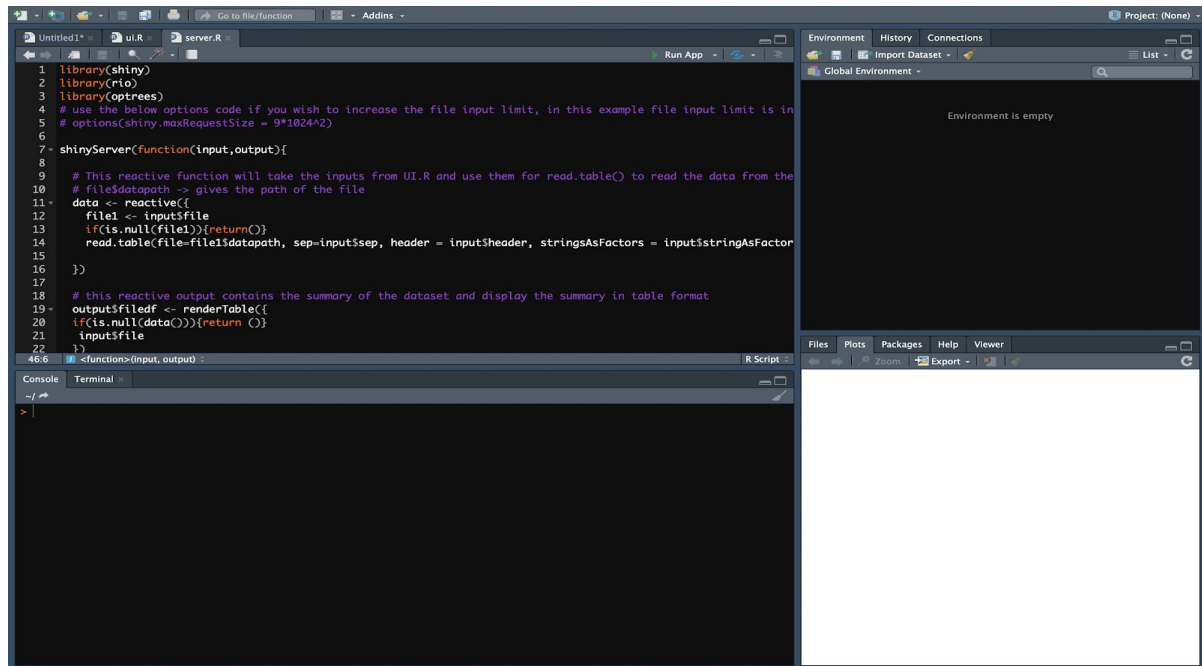 Go to file/function
Addins
Project: (None)
Untitled1*
ui.R
server.R
Run App
1 library(shiny)
2 library(rio)
3 library(optrees)
4 # use the below options code if you wish to increase the file input limit, in this example file input limit is in
5 # options(shiny.maxRequestSize = 9*1024^2)
6
7 shinyServer(function(input,output){
8
9 # This reactive function will take the inputs from UI.R and use them for read.table() to read the data from the
10 # file$datapath -> gives the path of the file
11 data <- reactive({
12 file1 <- input$file
13 if(is.null(file1)){return()}
14 read.table(file=file1$datapath, sep=input$sep, header = input$header, stringsAsFactors = input$stringAsFactor
15
16 })
17
18 # this reactive output contains the summary of the dataset and display the summary in table format
19 output$filedf <- renderTable({
20 if(is.null(data())){return ()}
21 input$file
22 })
46:6 <function>(input, output) R Script
Console Terminal
~/
>
Environment History Connections
Import Dataset List
Global Environment
Environment is empty
Files Plots Packages Help Viewer
Zoom Export